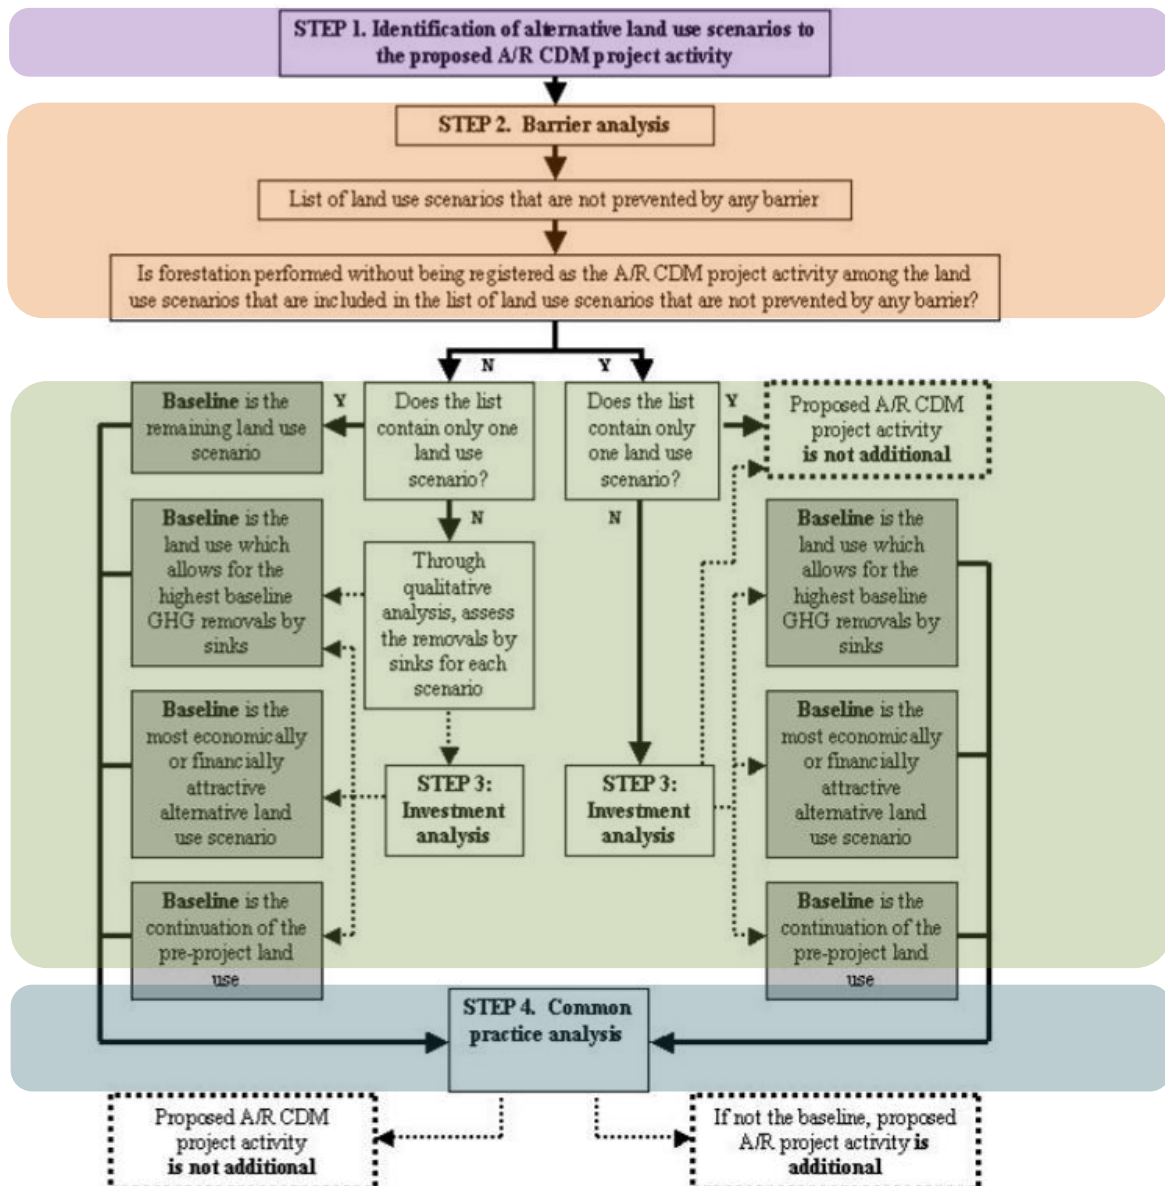 STEP 1. Identification of alternative land use scenarios to
the proposed A/R CDM project activity
STEP 2. Barrier analysis
List of land use scenarios that are not prevented by any barrier
Is forestation performed without being registered as the A/R CDM project activity among the land
use scenarios that are included in the list of land use scenarios that are not prevented by any barrier?
N
Y
Baseline is the
remaining land use
scenario
Y
Does the list
contain only one
land use
scenario?
Does the list
contain only
one land use
scenario?
Y
Proposed A/R CDM
project activity
is not additional
N
N
Baseline is the
land use which
allows for the
highest baseline
GHG removals by
sinks
Through
qualitative
analysis, assess
the removals by
sinks for each
scenario
Baseline is the
land use which
allows for the
highest baseline
GHG removals by
sinks
Baseline is the
most economically
or financially
attractive
alternative land
use scenario
STEP 3:
Investment
analysis
STEP 3:
Investment
analysis
Baseline is the
most economically
or financially
attractive
alternative land
use scenario
Baseline is the
continuation of the
pre-project land
use
Baseline is the
continuation of the
pre-project land
use
STEP 4. Common
practice analysis
Proposed A/R CDM
project activity
is not additional
If not the baseline, proposed
A/R project activity is
additional